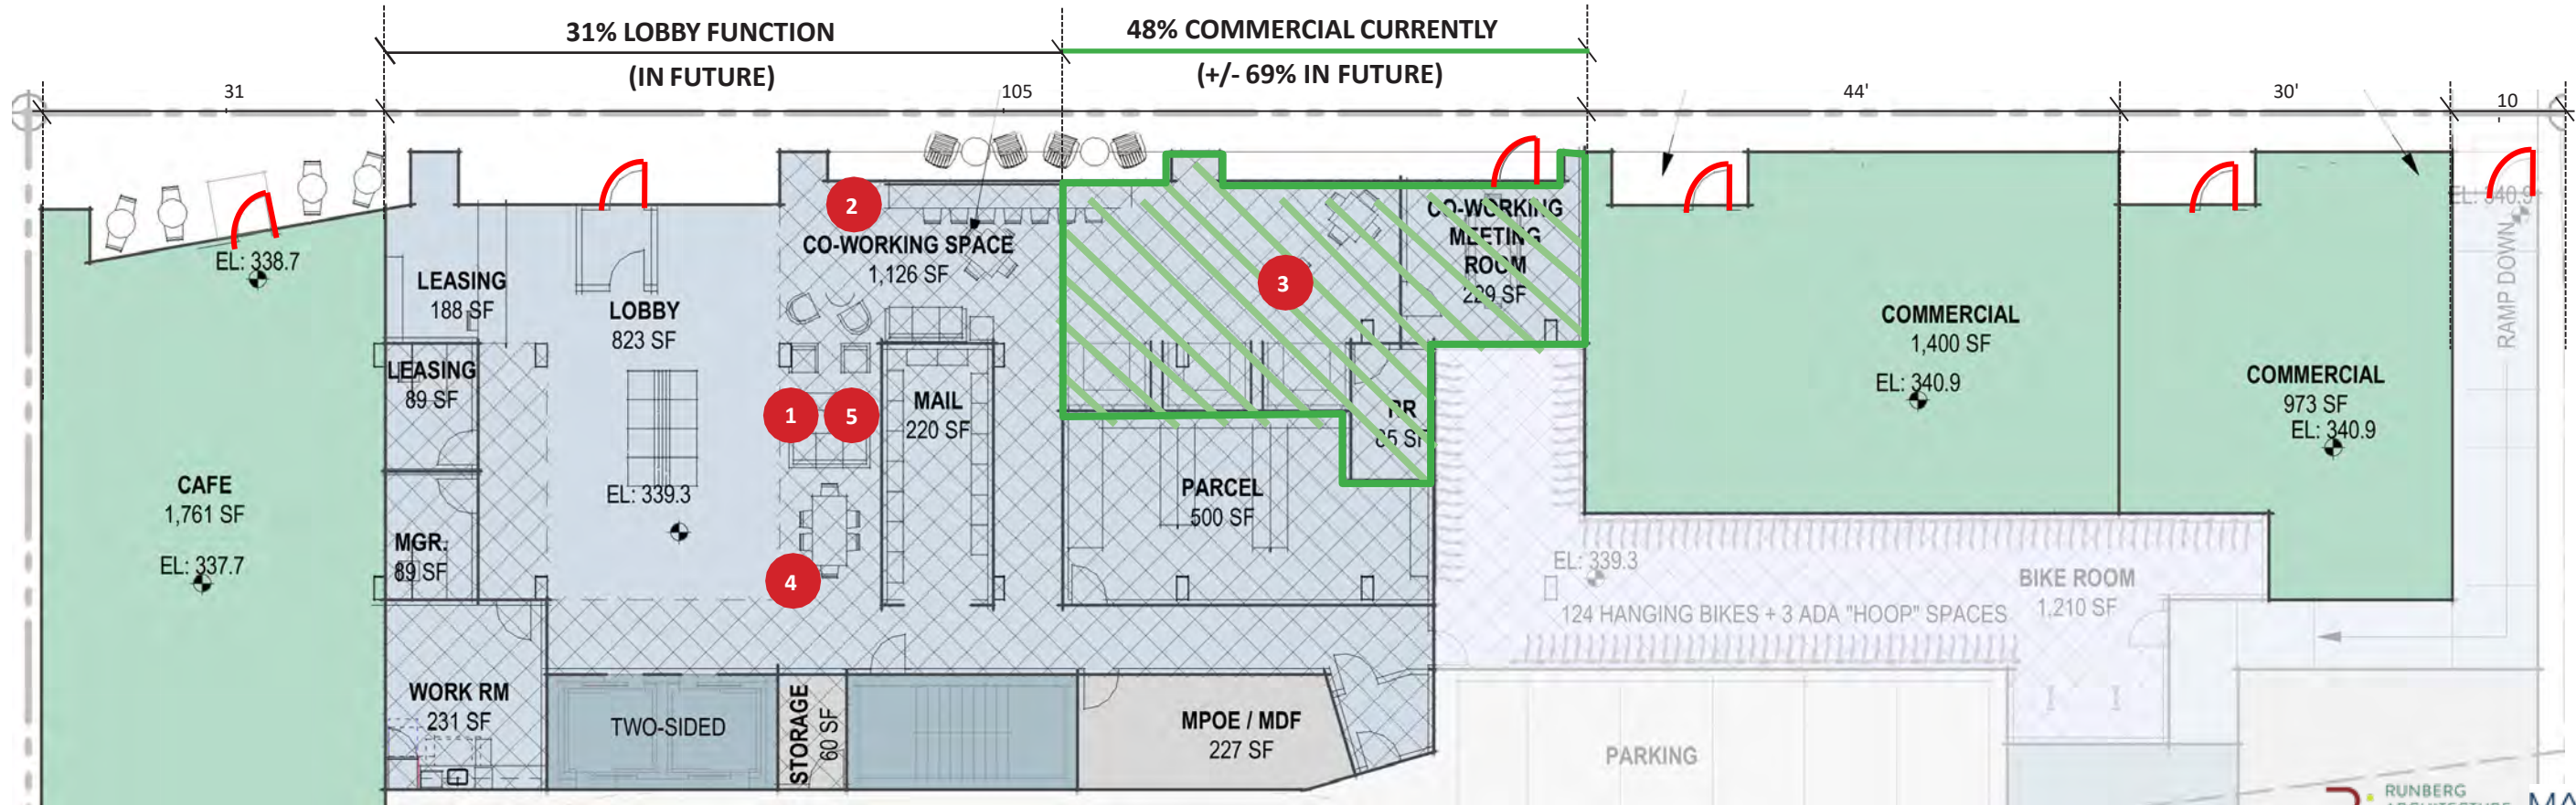 31% LOBBY FUNCTION
(IN FUTURE)
48% COMMERCIAL CURRENTLY
(+/- 69% IN FUTURE)
31
105
44'
30'
10
EL: 340.9
RAMP DOWN
EL: 338.7
LEASING
188 SF
LOBBY
823 SF
2
CO-WORKING SPACE
1,126 SF
3
CO-WORKING
MEETING
ROOM
229 SF
COMMERCIAL
1,400 SF
EL: 340.9
COMMERCIAL
973 SF
EL: 340.9
LEASING
89 SF
1
5
MAIL
220 SF
RR
85 SF
CAFE
1,761 SF
EL: 337.7
EL: 339.3
PARCEL
500 SF
MGR.
89 SF
4
EL: 339.3
BIKE ROOM
1,210 SF
124 HANGING BIKES + 3 ADA "HOOP" SPACES
WORK RM
231 SF
TWO-SIDED
STORAGE
60 SF
MPOE / MDF
227 SF
PARKING
RUNBERG